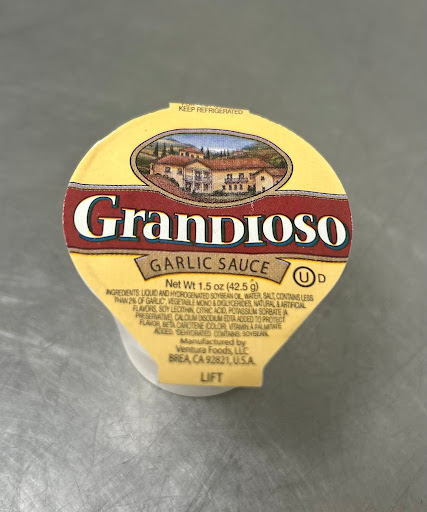 KEEP REFRIGERATED
GRANDIOSO
GARLIC SAUCE
Net Wt 1.5 oz (42.5 g)
U D
INGREDIENTS: LIQUID AND HYDROGENATED SOYBEAN OIL, WATER, SALT, CONTAINS LESS
THAN 2% OF GARLIC*, VEGETABLE MONO & DIGLYCERIDES, NATURAL & ARTIFICIAL
FLAVORS, SOY LECITHIN, CITRIC ACID, POTASSIUM SORBATE (A
PRESERVATIVE), CALCIUM DISODIUM EDTA ADDED TO PROTECT
FLAVOR, BETA CAROTENE (COLOR), VITAMIN A PALMITATE
ADDED. *DEHYDRATED CONTAINS: SOYBEAN.
Manufactured by
Ventura Foods, LLC
BREA, CA 92821, U.S.A.
LIFT